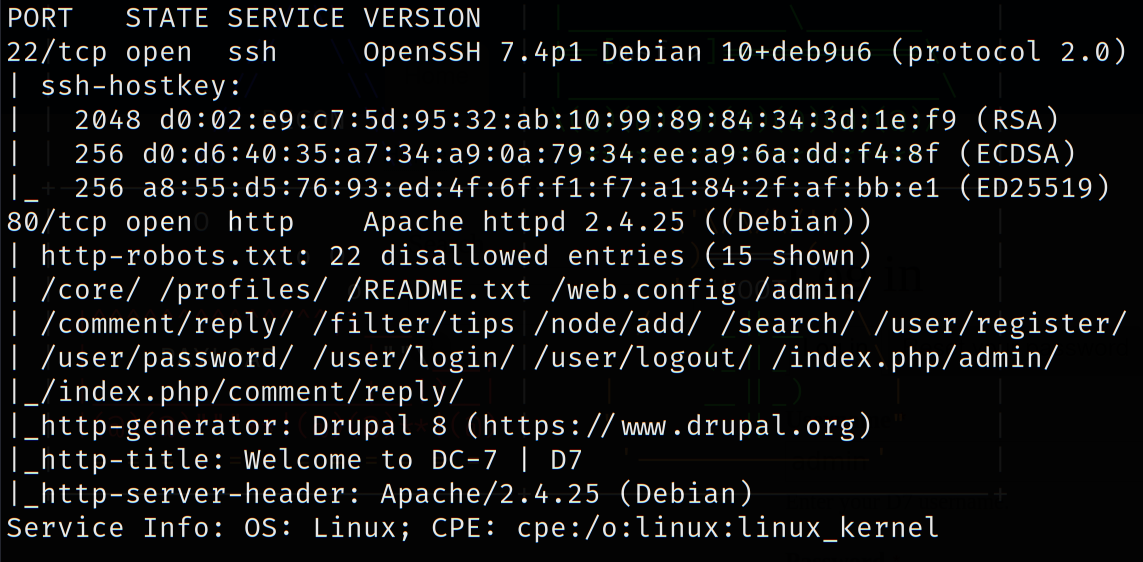 PORT   STATE SERVICE VERSION
22/tcp open  ssh     OpenSSH 7.4p1 Debian 10+deb9u6 (protocol 2.0)
| ssh-hostkey:
|   2048 d0:02:e9:c7:5d:95:32:ab:10:99:89:84:34:3d:1e:f9 (RSA)
|   256 d0:d6:40:35:a7:34:a9:0a:79:34:ee:a9:6a:dd:f4:8f (ECDSA)
|_  256 a8:55:d5:76:93:ed:4f:6f:f1:f7:a1:84:2f:af:bb:e1 (ED25519)
80/tcp open  http    Apache httpd 2.4.25 ((Debian))
| http-robots.txt: 22 disallowed entries (15 shown)
| /core/ /profiles/ /README.txt /web.config /admin/
| /comment/reply/ /filter/tips /node/add/ /search/ /user/register/
| /user/password/ /user/login/ /user/logout/ /index.php/admin/
|_/index.php/comment/reply/
|_http-generator: Drupal 8 (https://www.drupal.org)
|_http-title: Welcome to DC-7 | D7
|_http-server-header: Apache/2.4.25 (Debian)
Service Info: OS: Linux; CPE: cpe:/o:linux:linux_kernel